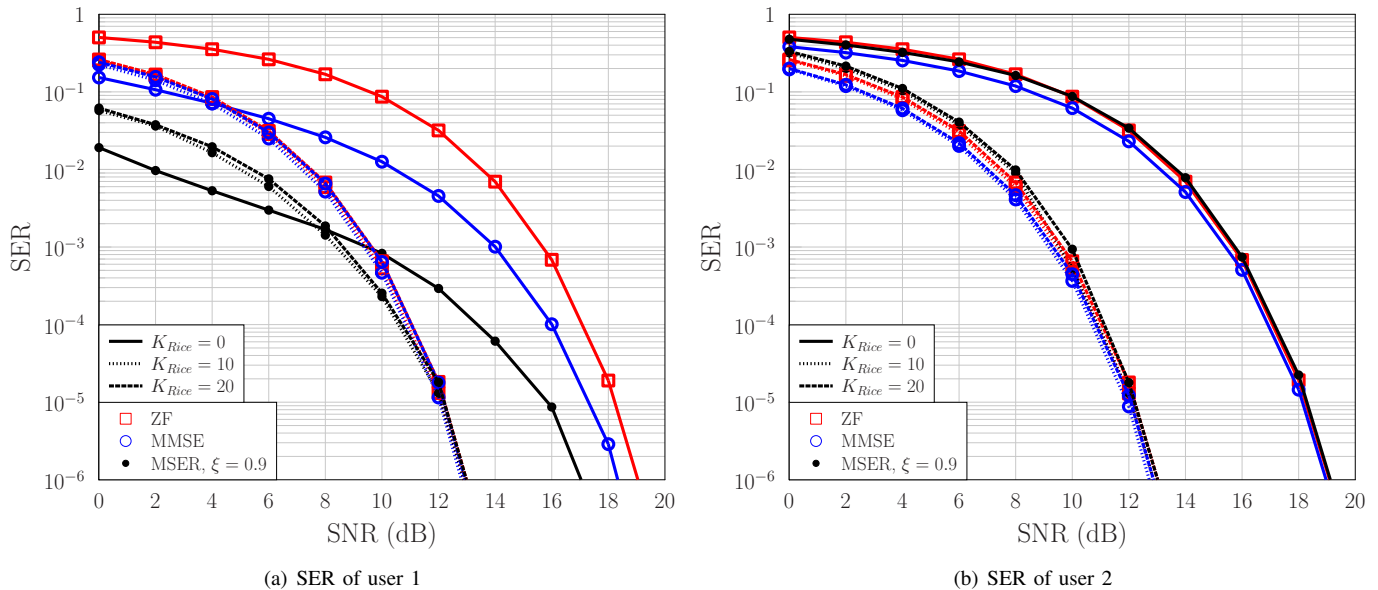 1
10⁻¹
10⁻²
10⁻³
10⁻⁴
10⁻⁵
10⁻⁶
SER
K_Rice = 0
K_Rice = 10
K_Rice = 20
ZF
MMSE
MSER, ξ = 0.9
0 2 4 6 8 10 12 14 16 18 20
SNR (dB)
(a) SER of user 1
1
10⁻¹
10⁻²
10⁻³
10⁻⁴
10⁻⁵
10⁻⁶
SER
K_Rice = 0
K_Rice = 10
K_Rice = 20
ZF
MMSE
MSER, ξ = 0.9
0 2 4 6 8 10 12 14 16 18 20
SNR (dB)
(b) SER of user 2